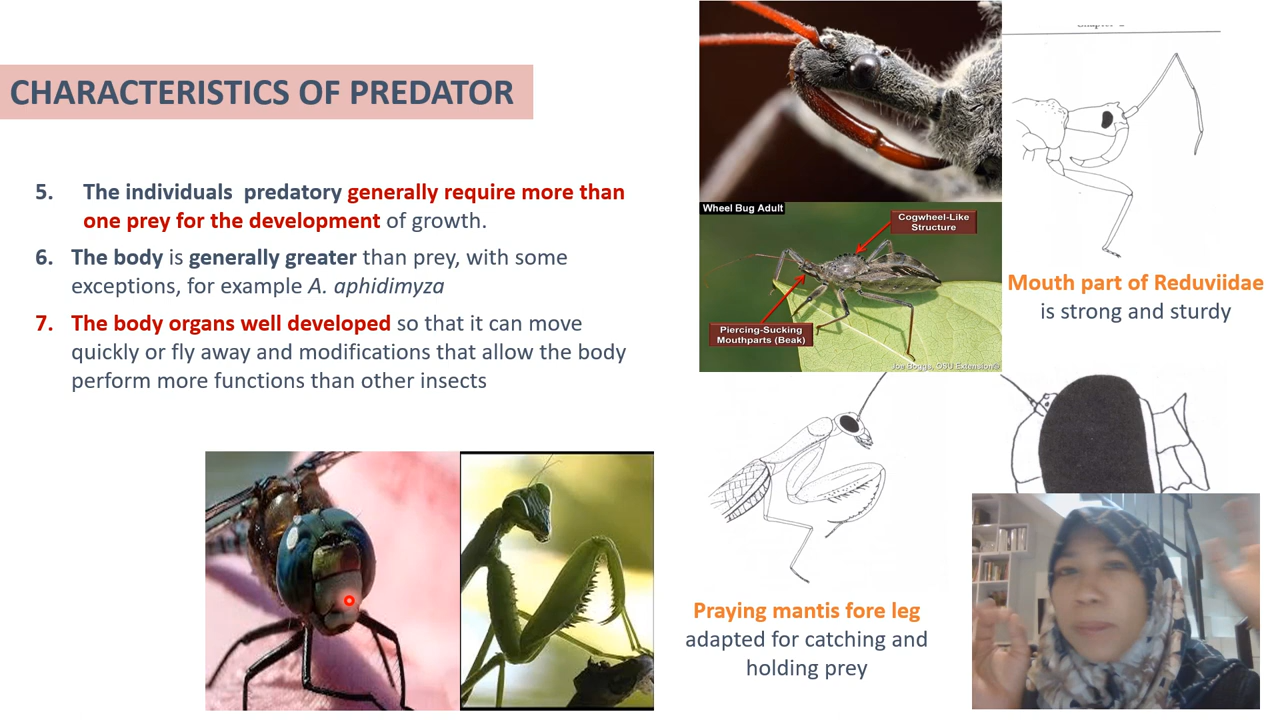 CHARACTERISTICS OF PREDATOR
5. The individuals predatory generally require more than
one prey for the development of growth.
6. The body is generally greater than prey, with some
exceptions, for example A. aphidimyza
7. The body organs well developed so that it can move
quickly or fly away and modifications that allow the body
perform more functions than other insects
Wheel Bug Adult
Cogwheel-Like
Structure
Piercing-Sucking
Mouthparts (Beak)
Joe Boggs, OSU Extension©
Mouth part of Reduviidae
is strong and sturdy
Praying mantis fore leg
adapted for catching and
holding prey